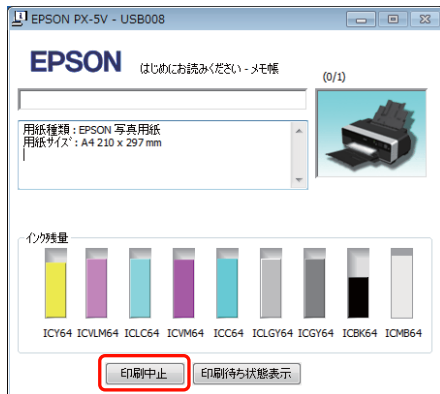 EPSON PX-5V - USB008
EPSON はじめにお読みください - メモ帳
(0/1)
用紙種類 : EPSON 写真用紙
用紙サイズ : A4 210 x 297 mm
インク残量
ICY64 ICVLM64 ICLC64 ICVM64 ICC64 ICLGY64 ICGY64 ICBK64 ICMB64
印刷中止 印刷待ち状態表示